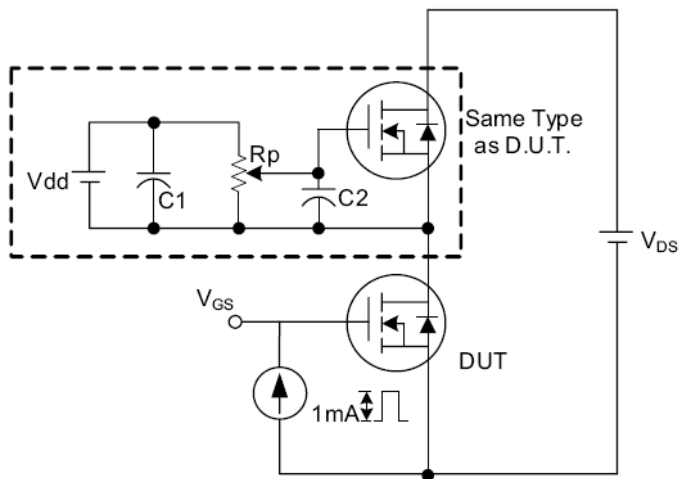 Same Type
as D.U.T.
Rp
Vdd
C1
C2
VDS
VGS
DUT
1mA